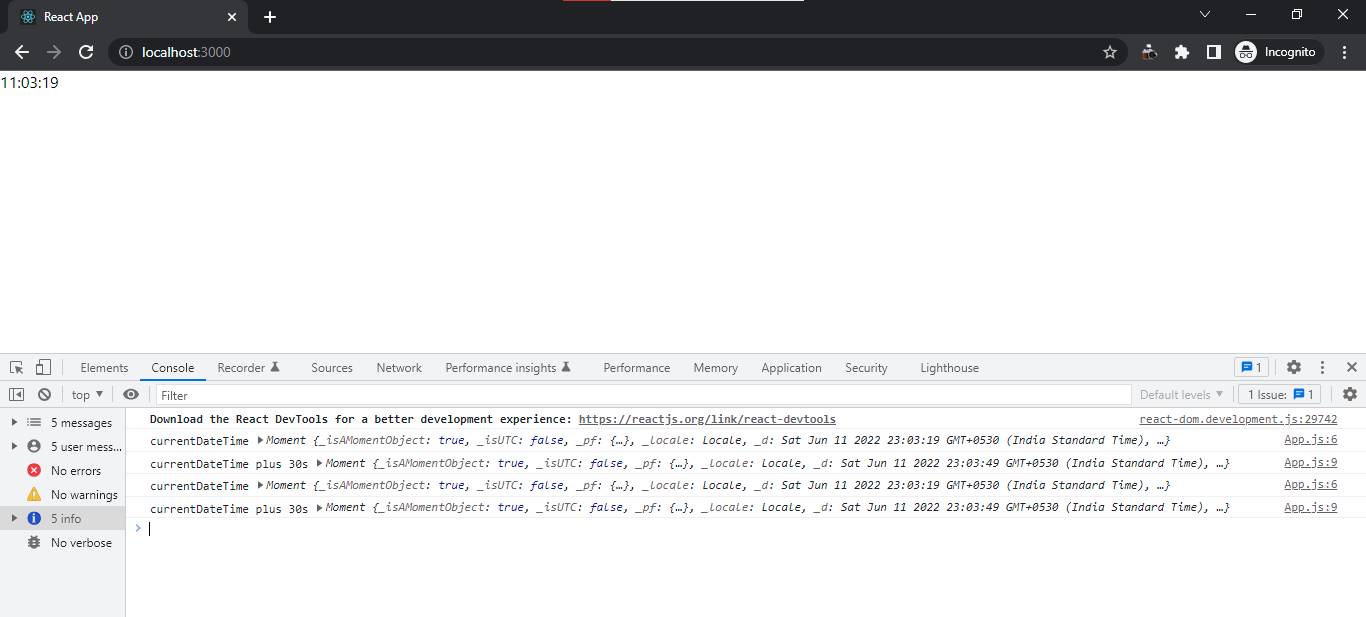 React App
localhost:3000
Incognito
11:03:19
Elements Console Recorder Sources Network Performance insights Performance Memory Application Security Lighthouse 1
top Filter Default levels 1 Issue: 1
5 messages
5 user mess...
No errors
No warnings
5 info
No verbose
Download the React DevTools for a better development experience: https://reactjs.org/link/react-devtools react-dom.development.js:29742
currentDateTime Moment {_isAMomentObject: true, _isUTC: false, _pf: {…}, _locale: Locale, _d: Sat Jun 11 2022 23:03:19 GMT+0530 (India Standard Time), …} App.js:6
currentDateTime plus 30s Moment {_isAMomentObject: true, _isUTC: false, _pf: {…}, _locale: Locale, _d: Sat Jun 11 2022 23:03:49 GMT+0530 (India Standard Time), …} App.js:9
currentDateTime Moment {_isAMomentObject: true, _isUTC: false, _pf: {…}, _locale: Locale, _d: Sat Jun 11 2022 23:03:19 GMT+0530 (India Standard Time), …} App.js:6
currentDateTime plus 30s Moment {_isAMomentObject: true, _isUTC: false, _pf: {…}, _locale: Locale, _d: Sat Jun 11 2022 23:03:49 GMT+0530 (India Standard Time), …} App.js:9